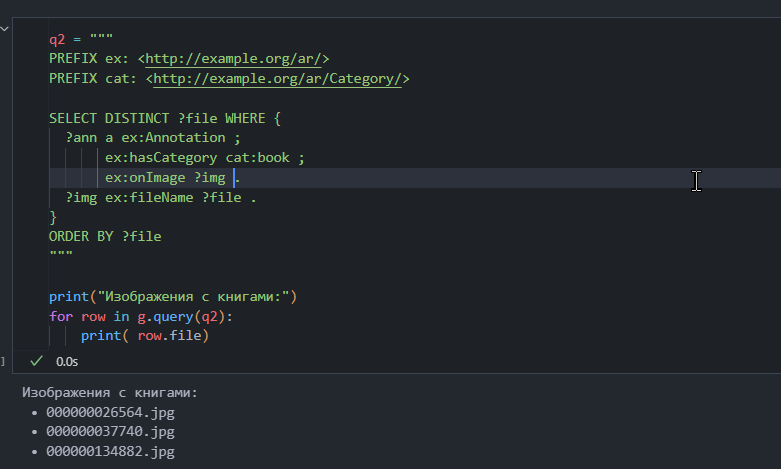 q2 = """
PREFIX ex: <http://example.org/ar/>
PREFIX cat: <http://example.org/ar/Category/>
SELECT DISTINCT ?file WHERE {
?ann a ex:Annotation ;
ex:hasCategory cat:book ;
ex:onImage ?img .
?img ex:fileName ?file .
}
ORDER BY ?file
"""
print("Изображения с книгами:")
for row in g.query(q2):
print( row.file)
] 0.0s
Изображения с книгами:
• 000000026564.jpg
• 000000037740.jpg
• 000000134882.jpg